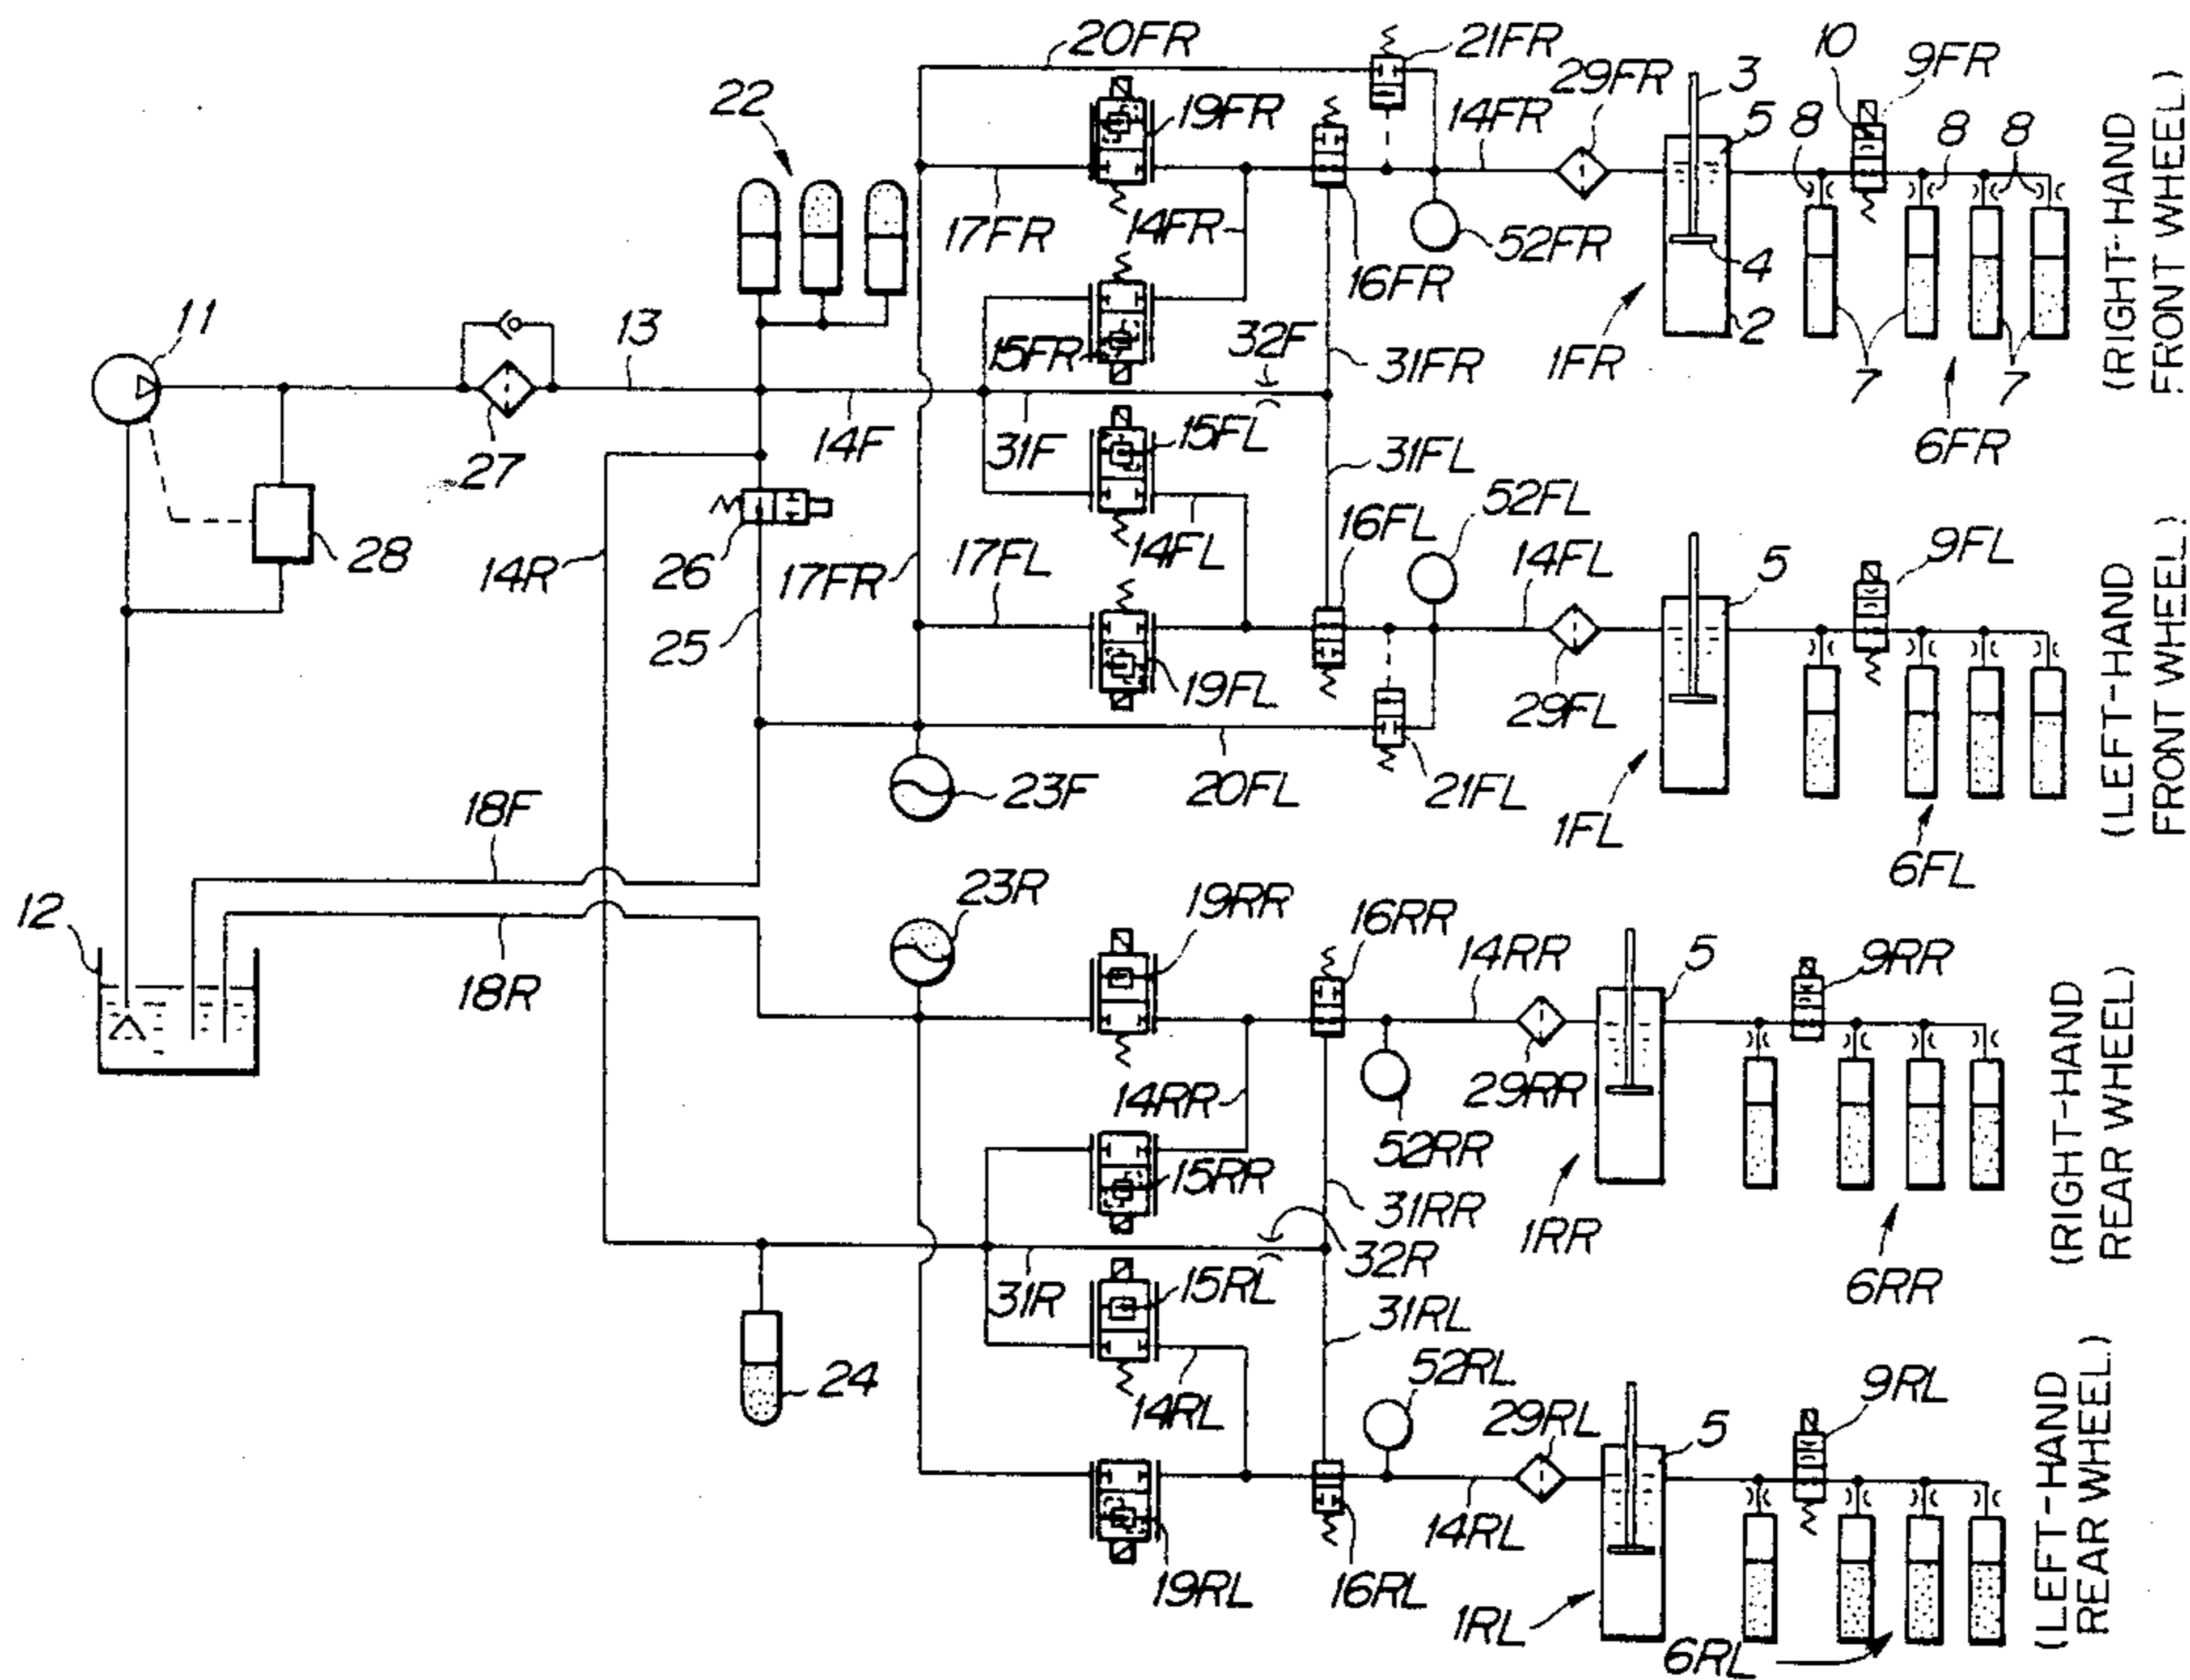 20FR
21FR
10
9FR
22
19FR
29FR
3
14FR
5
8
8
8
17FR
14FR
52FR
4
16FR
2
11
13
15FR
32F
31FR
1FR
7
7
6FR
(RIGHT-HAND
FRONT WHEEL)
27
14F
31F
15FL
31FL
28
14R
26
17FR
17FL
14FL
16FL
52FL
14FL
5
9FL
25
19FL
29FL
23F
20FL
21FL
1FL
6FL
(LEFT-HAND
FRONT WHEEL)
18F
12
18R
23R
19RR
16RR
14RR
5
9RR
14RR
29RR
52RR
15RR
31RR
1RR
6RR
(RIGHT-HAND
REAR WHEEL)
31R
15RL
32R
31RL
24
14RL
52RL
29RL
5
9RL
14RL
19RL
16RL
1RL
6RL
(LEFT-HAND
REAR WHEEL)